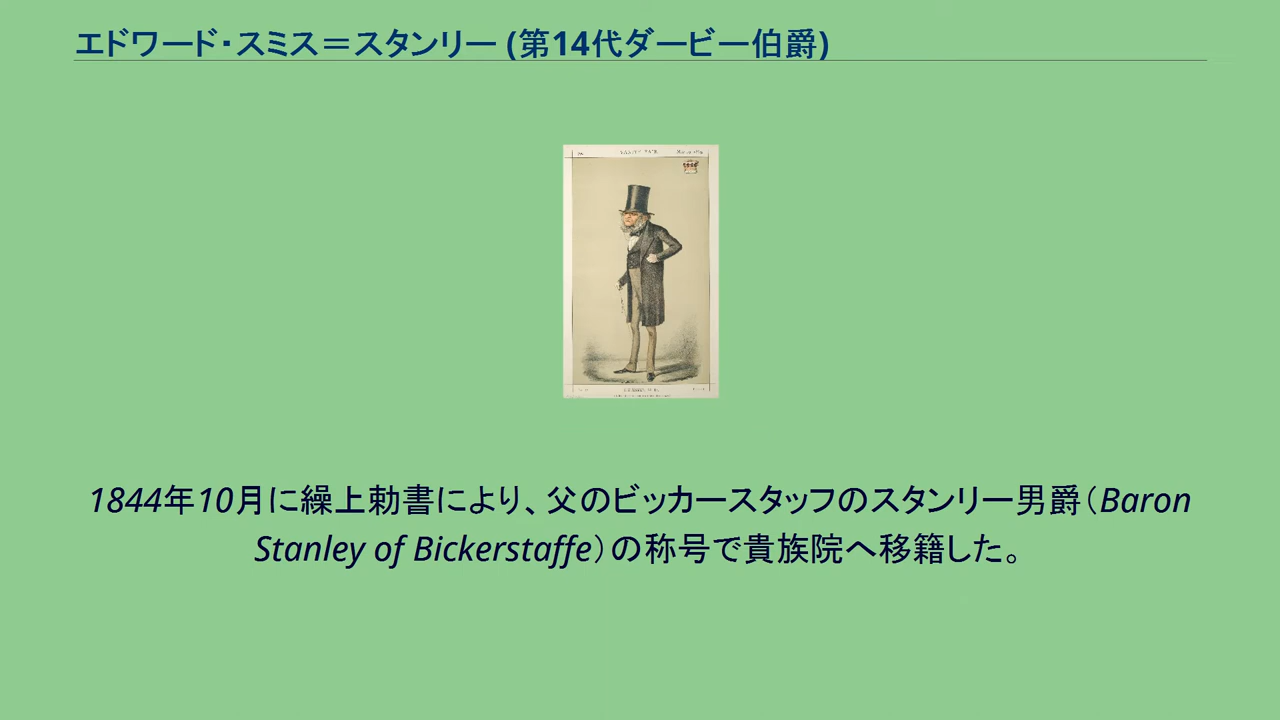 エドワード・スミス＝スタンリー (第14代ダービー伯爵)
VANITY FAIR
1844年10月に繰上勅書により、父のビッカースタッフのスタンリー男爵（Baron
Stanley of Bickerstaffe）の称号で貴族院へ移籍した。